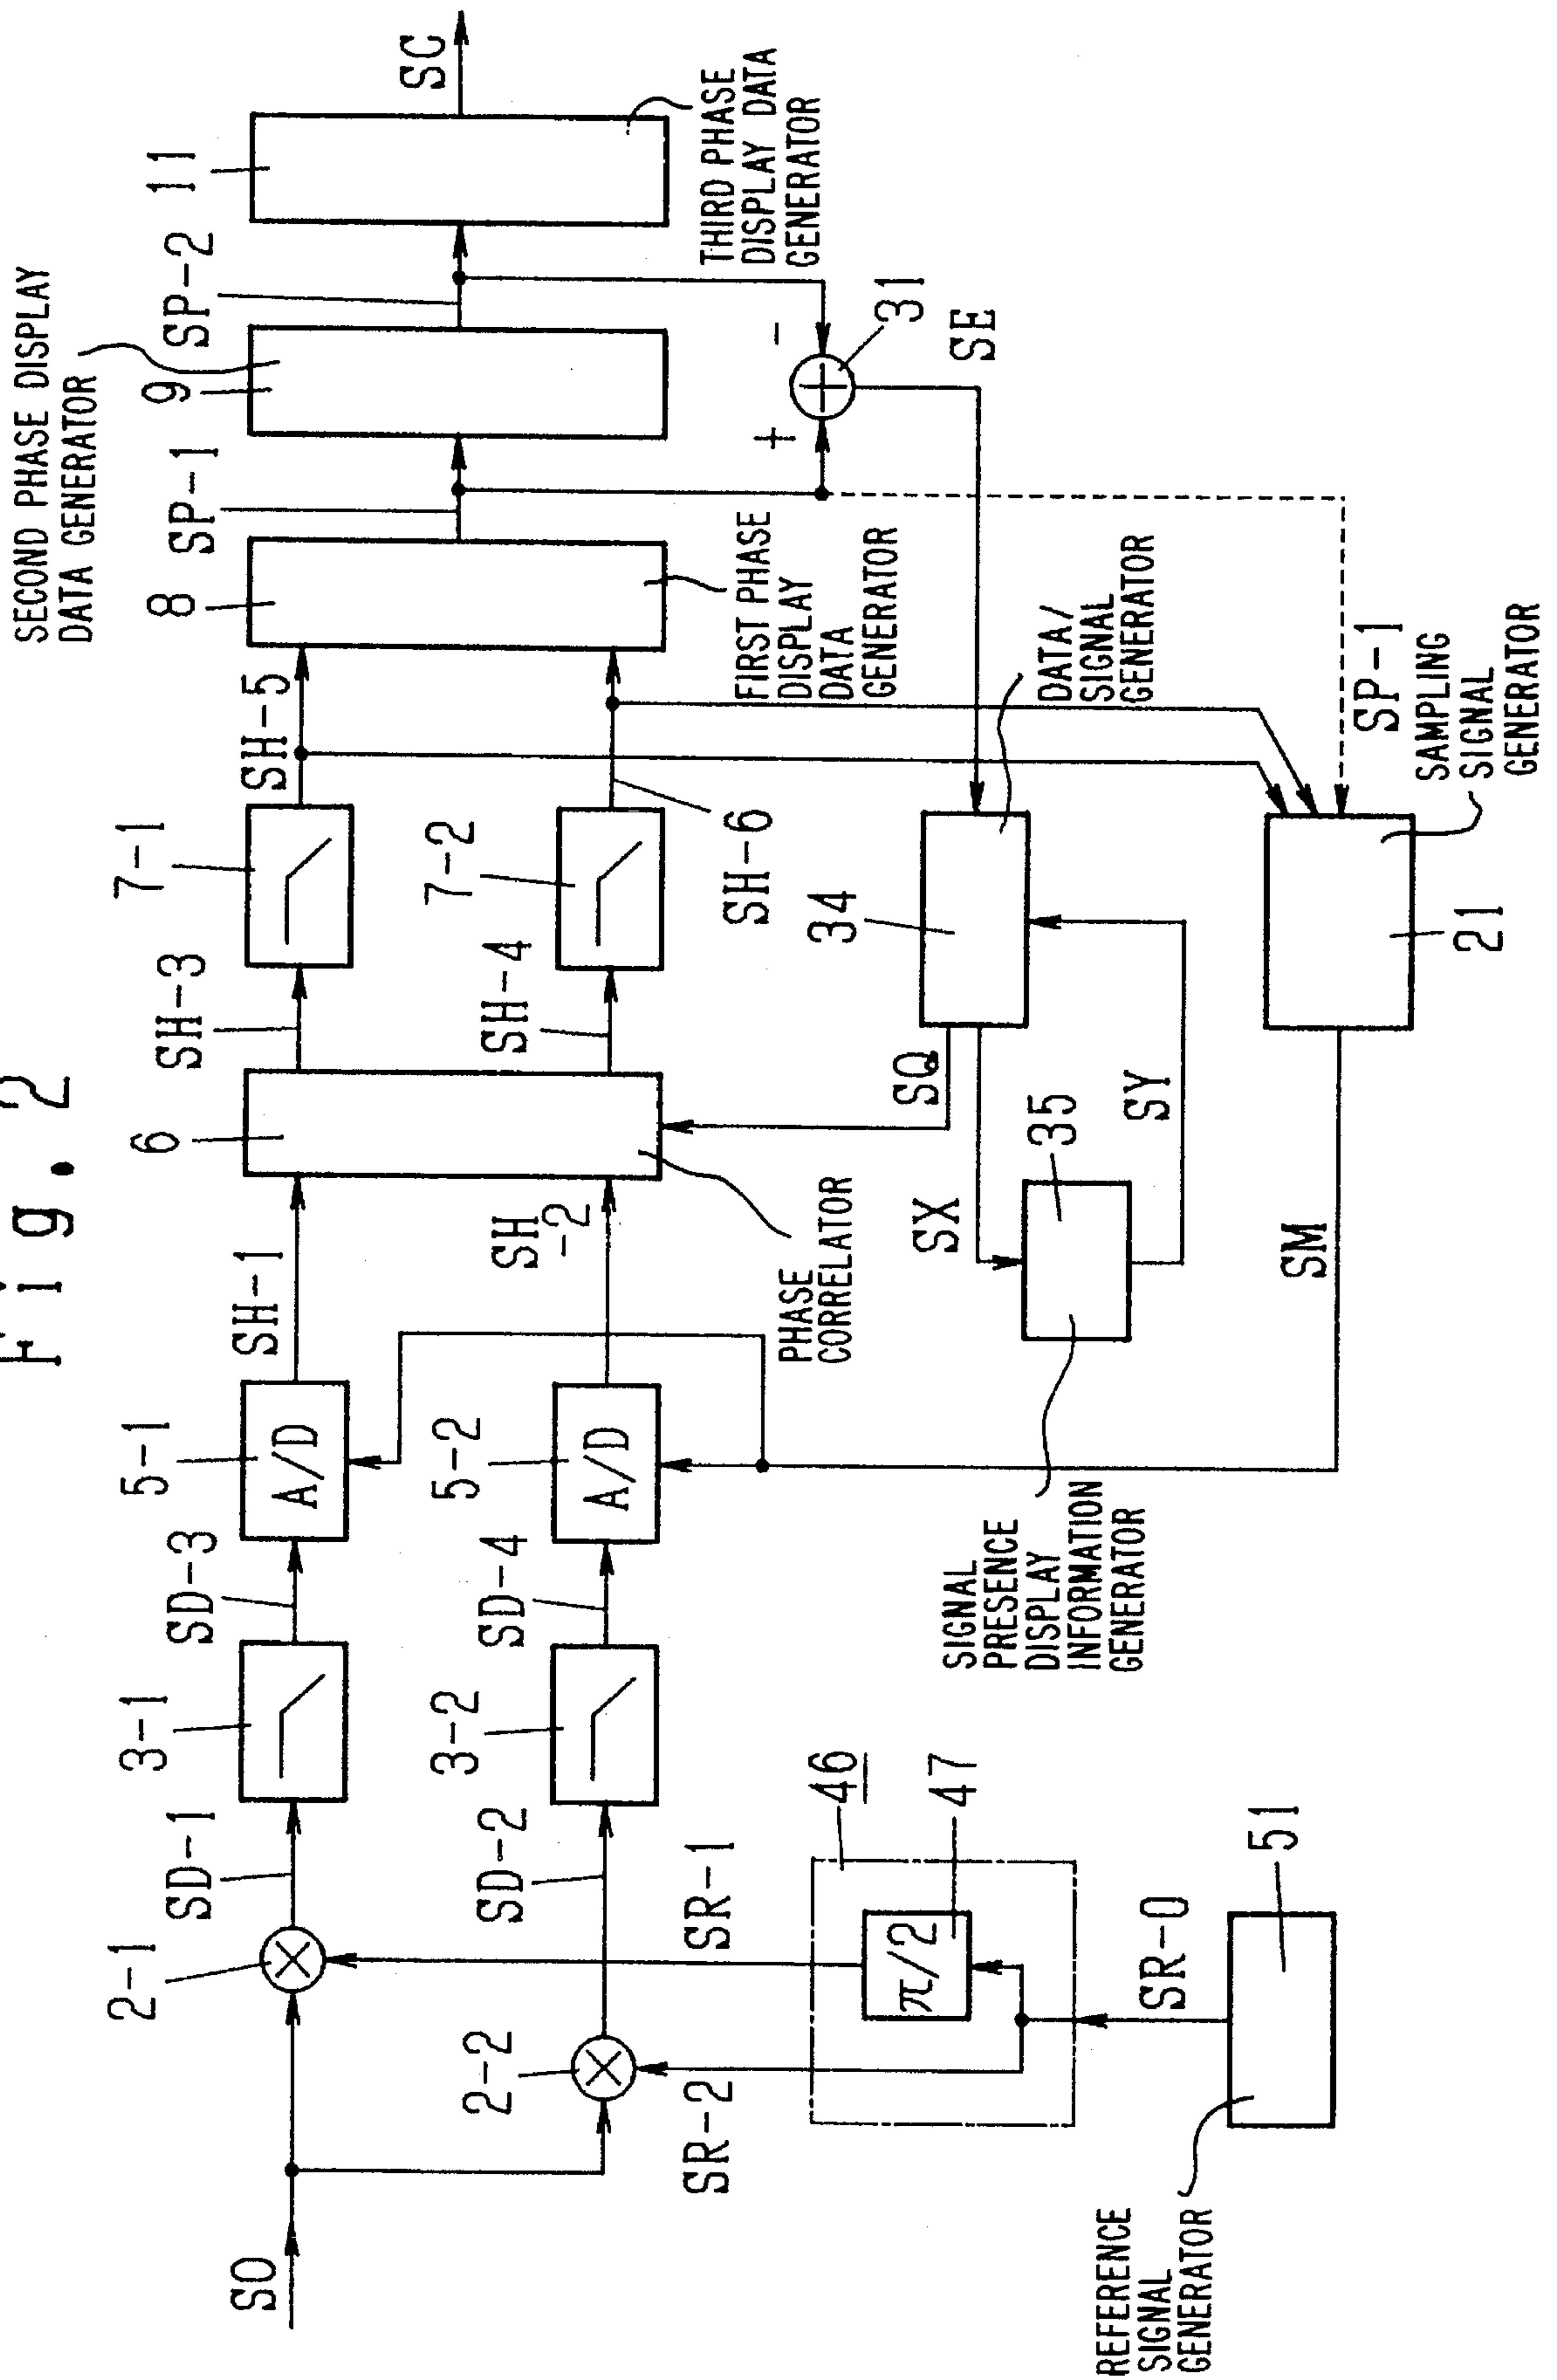 Fig. 2
SECOND PHASE DISPLAY
DATA GENERATOR
SO
2-1
SD-1
3-1
SD-3
5-1
A/D
SH-1
6
SH-3
7-1
SH-5
8
SP-1
9
SP-2
11
SC
2-2
SD-2
3-2
SD-4
5-2
A/D
SH
-2
SH-4
7-2
SH-6
FIRST PHASE
DISPLAY
DATA
GENERATOR
THIRD PHASE
DISPLAY DATA
GENERATOR
+
-
31
SE
SR-2
SR-1
46
π/2
47
PHASE
CORRELATOR
SQ
34
DATA/
SIGNAL
GENERATOR
SX
35
SY
SIGNAL
PRESENCE
DISPLAY
INFORMATION
GENERATOR
SR-0
51
REFERENCE
SIGNAL
GENERATOR
SM
21
SP-1
SAMPLING
SIGNAL
GENERATOR